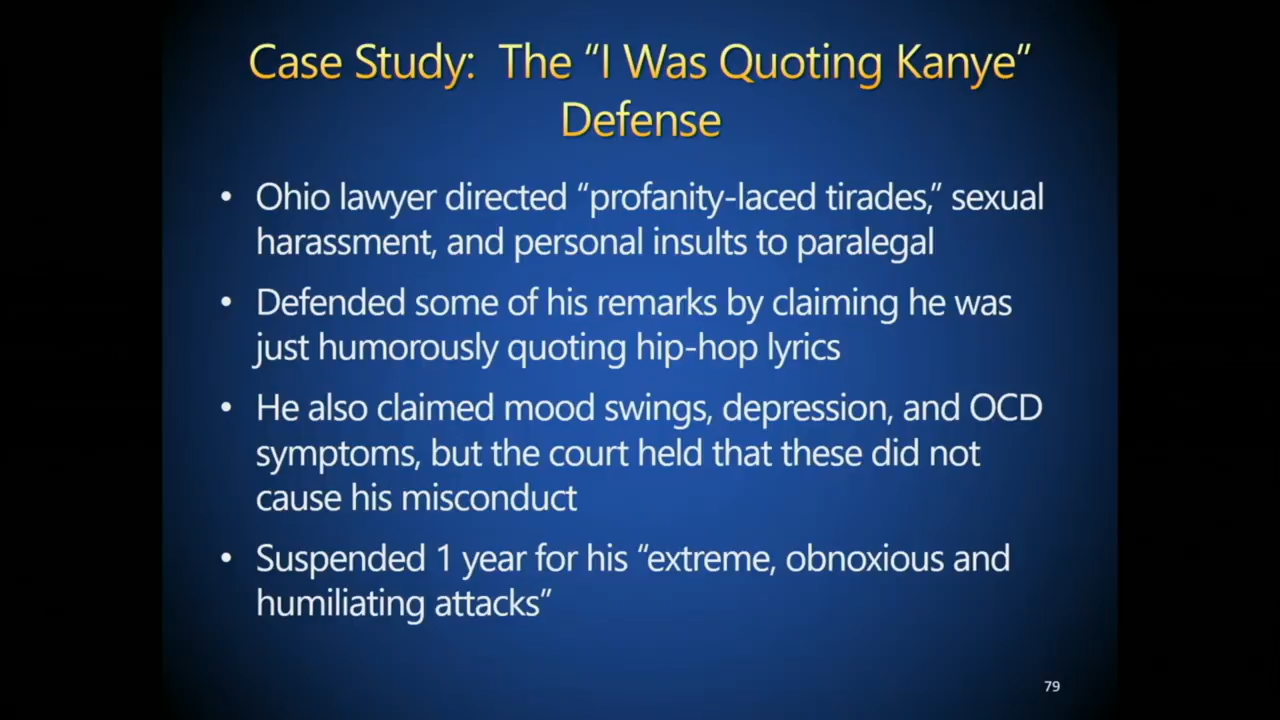 Case Study: The “I Was Quoting Kanye”
Defense
• Ohio lawyer directed “profanity-laced tirades,” sexual
harassment, and personal insults to paralegal
• Defended some of his remarks by claiming he was
just humorously quoting hip-hop lyrics
• He also claimed mood swings, depression, and OCD
symptoms, but the court held that these did not
cause his misconduct
• Suspended 1 year for his “extreme, obnoxious and
humiliating attacks”
79